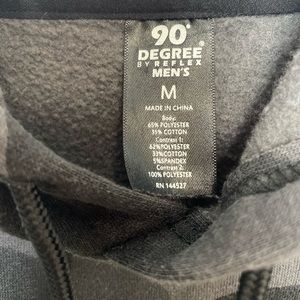 90°
DEGREE
BY REFLEX
MEN'S
M
MADE IN CHINA
Body:
65% POLYESTER
35% COTTON
Contrast 1:
62%POLYESTER
33%COTTON
5%SPANDEX
Contrast 2:
100% POLYESTER
RN 144527